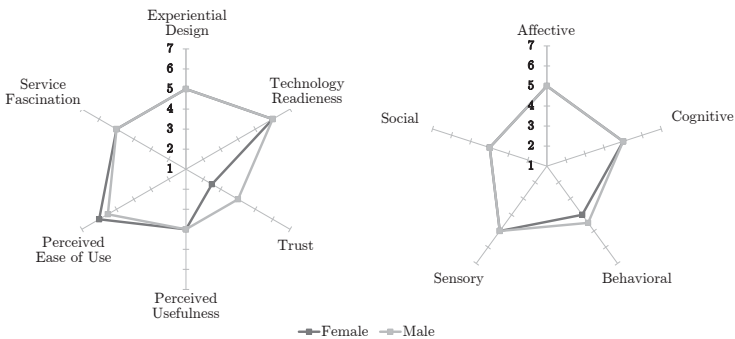 Experiential
Design
7
6
5
4
3
2
1
Technology
Readieness
Trust
Perceived
Usefulness
Perceived
Ease of Use
Service
Fascination
Affective
7
6
5
4
3
2
1
Cognitive
Behavioral
Sensory
Social
Female
Male